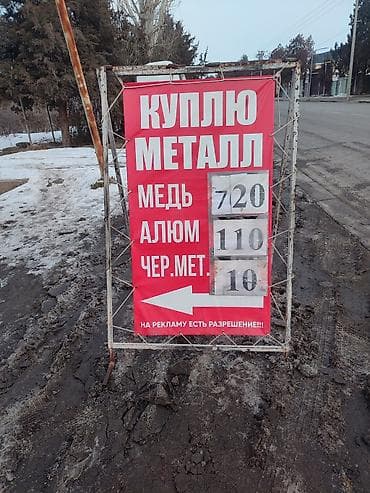 КУПЛЮ
МЕТАЛЛ
МЕДЬ 720
АЛЮМ 110
ЧЕР.МЕТ. 10
НА РЕКЛАМУ ЕСТЬ РАЗРЕШЕНИЕ!!!